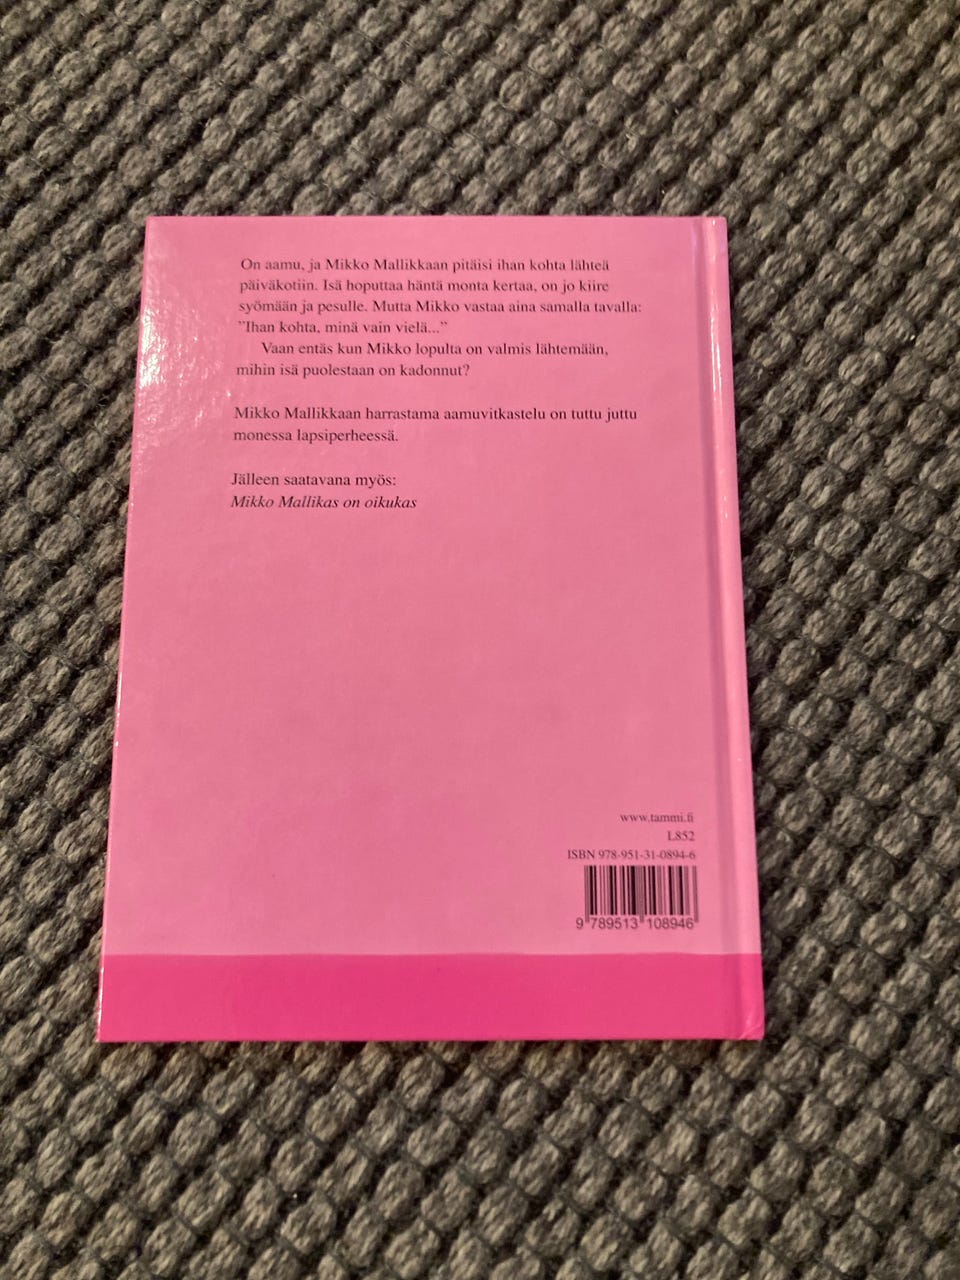 On aamu, ja Mikko Mallikkaan pitäisi ihan kohta lähteä
päiväkotiin. Isä hoputtaa häntä monta kertaa, on jo kiire
syömään ja pesulle. Mutta Mikko vastaa aina samalla tavalla:
”Ihan kohta, minä vain vielä...”
Vaan entäs kun Mikko lopulta on valmis lähtemään,
mihin isä puolestaan on kadonnut?
Mikko Mallikkaan harrastama aamuvitkastelu on tuttu juttu
monessa lapsiperheessä.
Jälleen saatavana myös:
Mikko Mallikas on oikukas
www.tammi.fi
L852
ISBN 978-951-31-0894-6
9 789513 108946